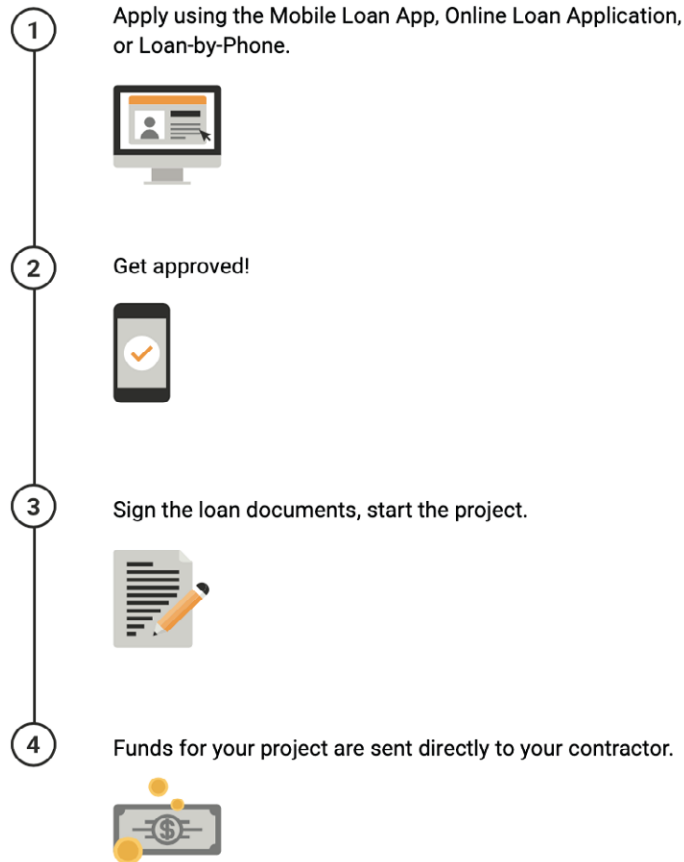 1
Apply using the Mobile Loan App, Online Loan Application,
or Loan-by-Phone.
2
Get approved!
3
Sign the loan documents, start the project.
4
Funds for your project are sent directly to your contractor.
$